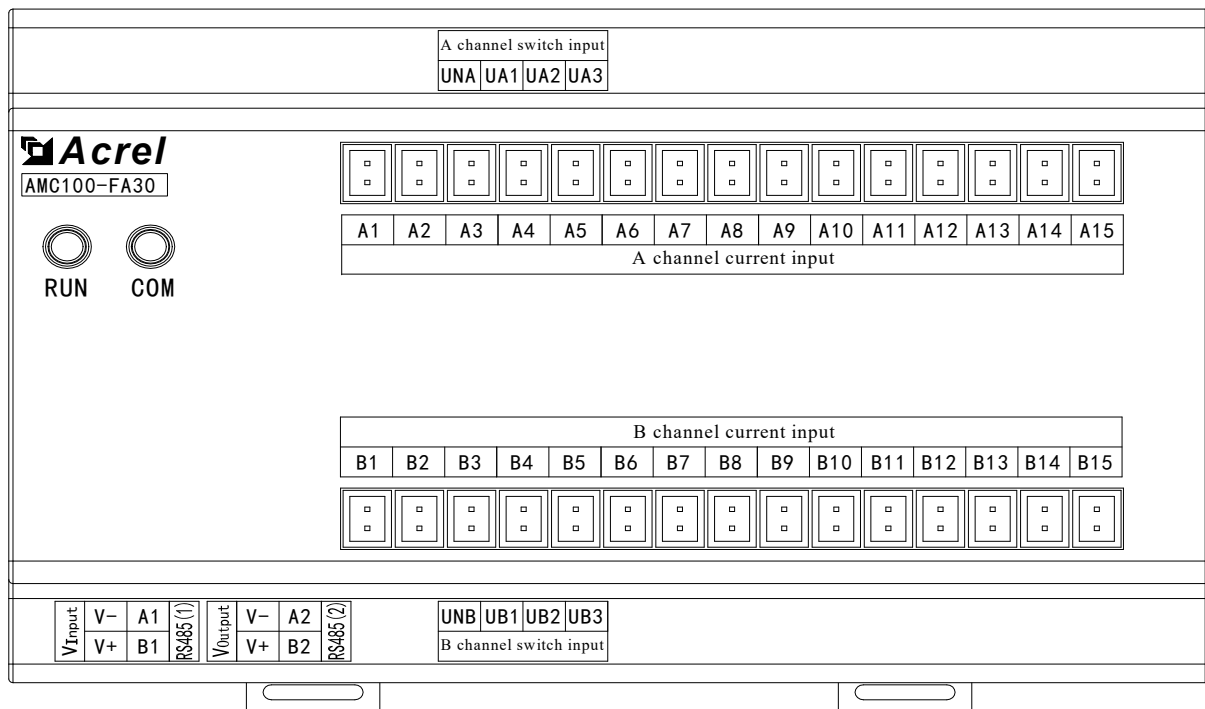 A channel switch input
UNA UA1 UA2 UA3
Acrel
AMC100-FA30
RUN COM
A1 A2 A3 A4 A5 A6 A7 A8 A9 A10 A11 A12 A13 A14 A15
A channel current input
B channel current input
B1 B2 B3 B4 B5 B6 B7 B8 B9 B10 B11 B12 B13 B14 B15
VInput V- A1 RS485(1) VOutput V- A2 RS485(2)
V+ B1 V+ B2
UNB UB1 UB2 UB3
B channel switch input